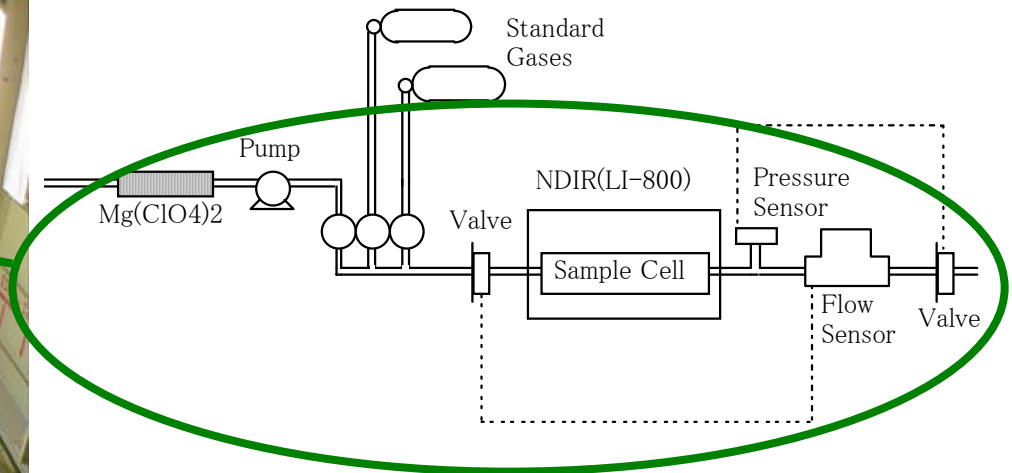 Standard
Gases
Pump
Mg(ClO4)2
NDIR(LI-800)
Pressure
Sensor
Valve
Sample Cell
Flow
Sensor
Valve